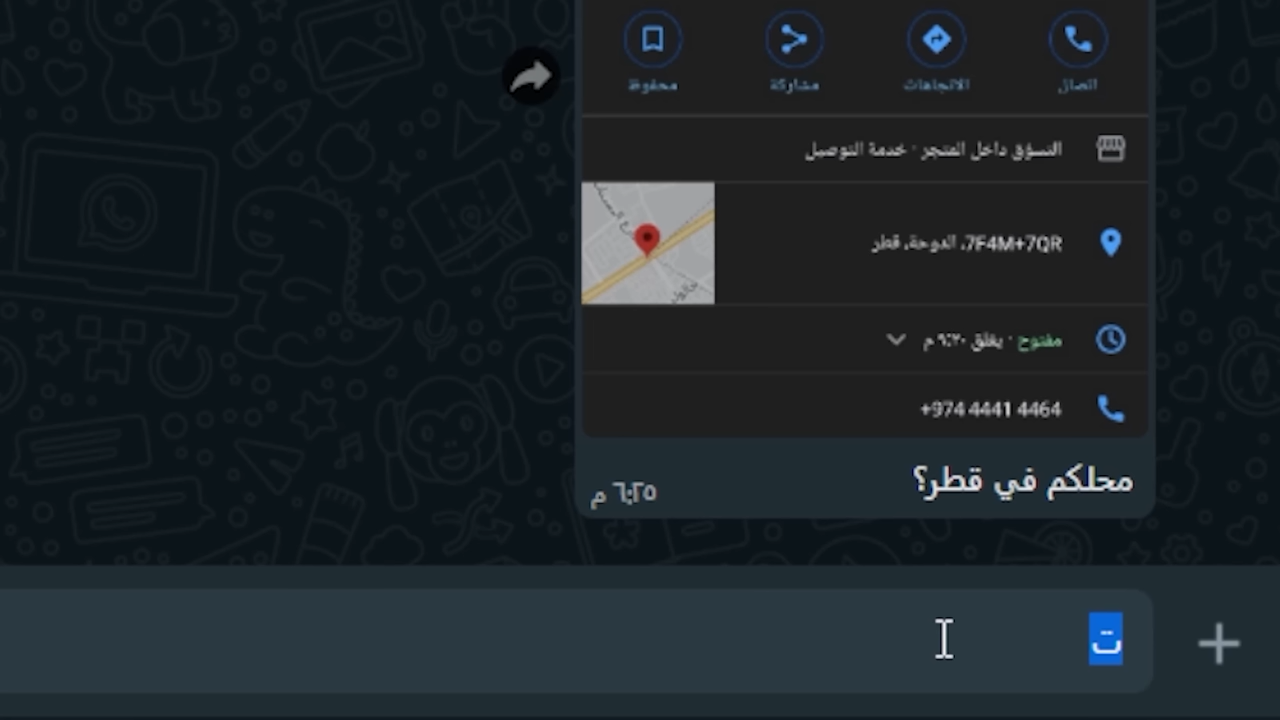 اتصال الاتجاهات مشاركة محفوظ
التسوّق داخل المتجر · خدمة التوصيل
7F4M+7QR، الدوحة، قطر
مفتوح · يغلق ٩:٣٠ م
+974 4441 4464
محلكم في قطر؟
٦:٢٥ م
ت